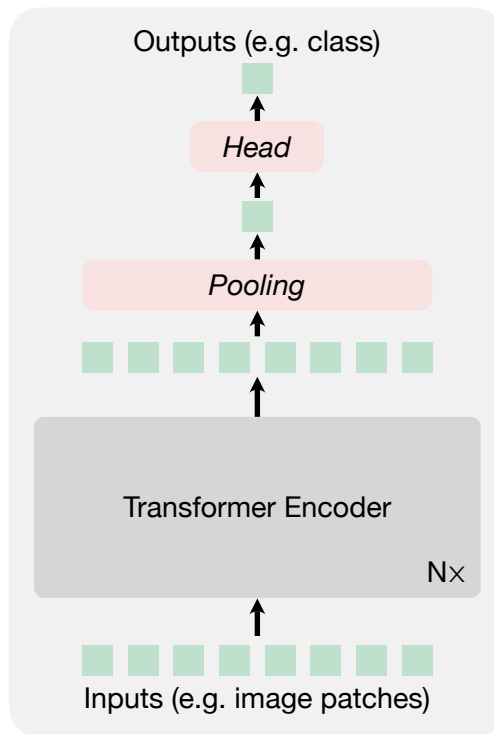 Outputs (e.g. class)
Head
Pooling
Transformer Encoder
N×
Inputs (e.g. image patches)